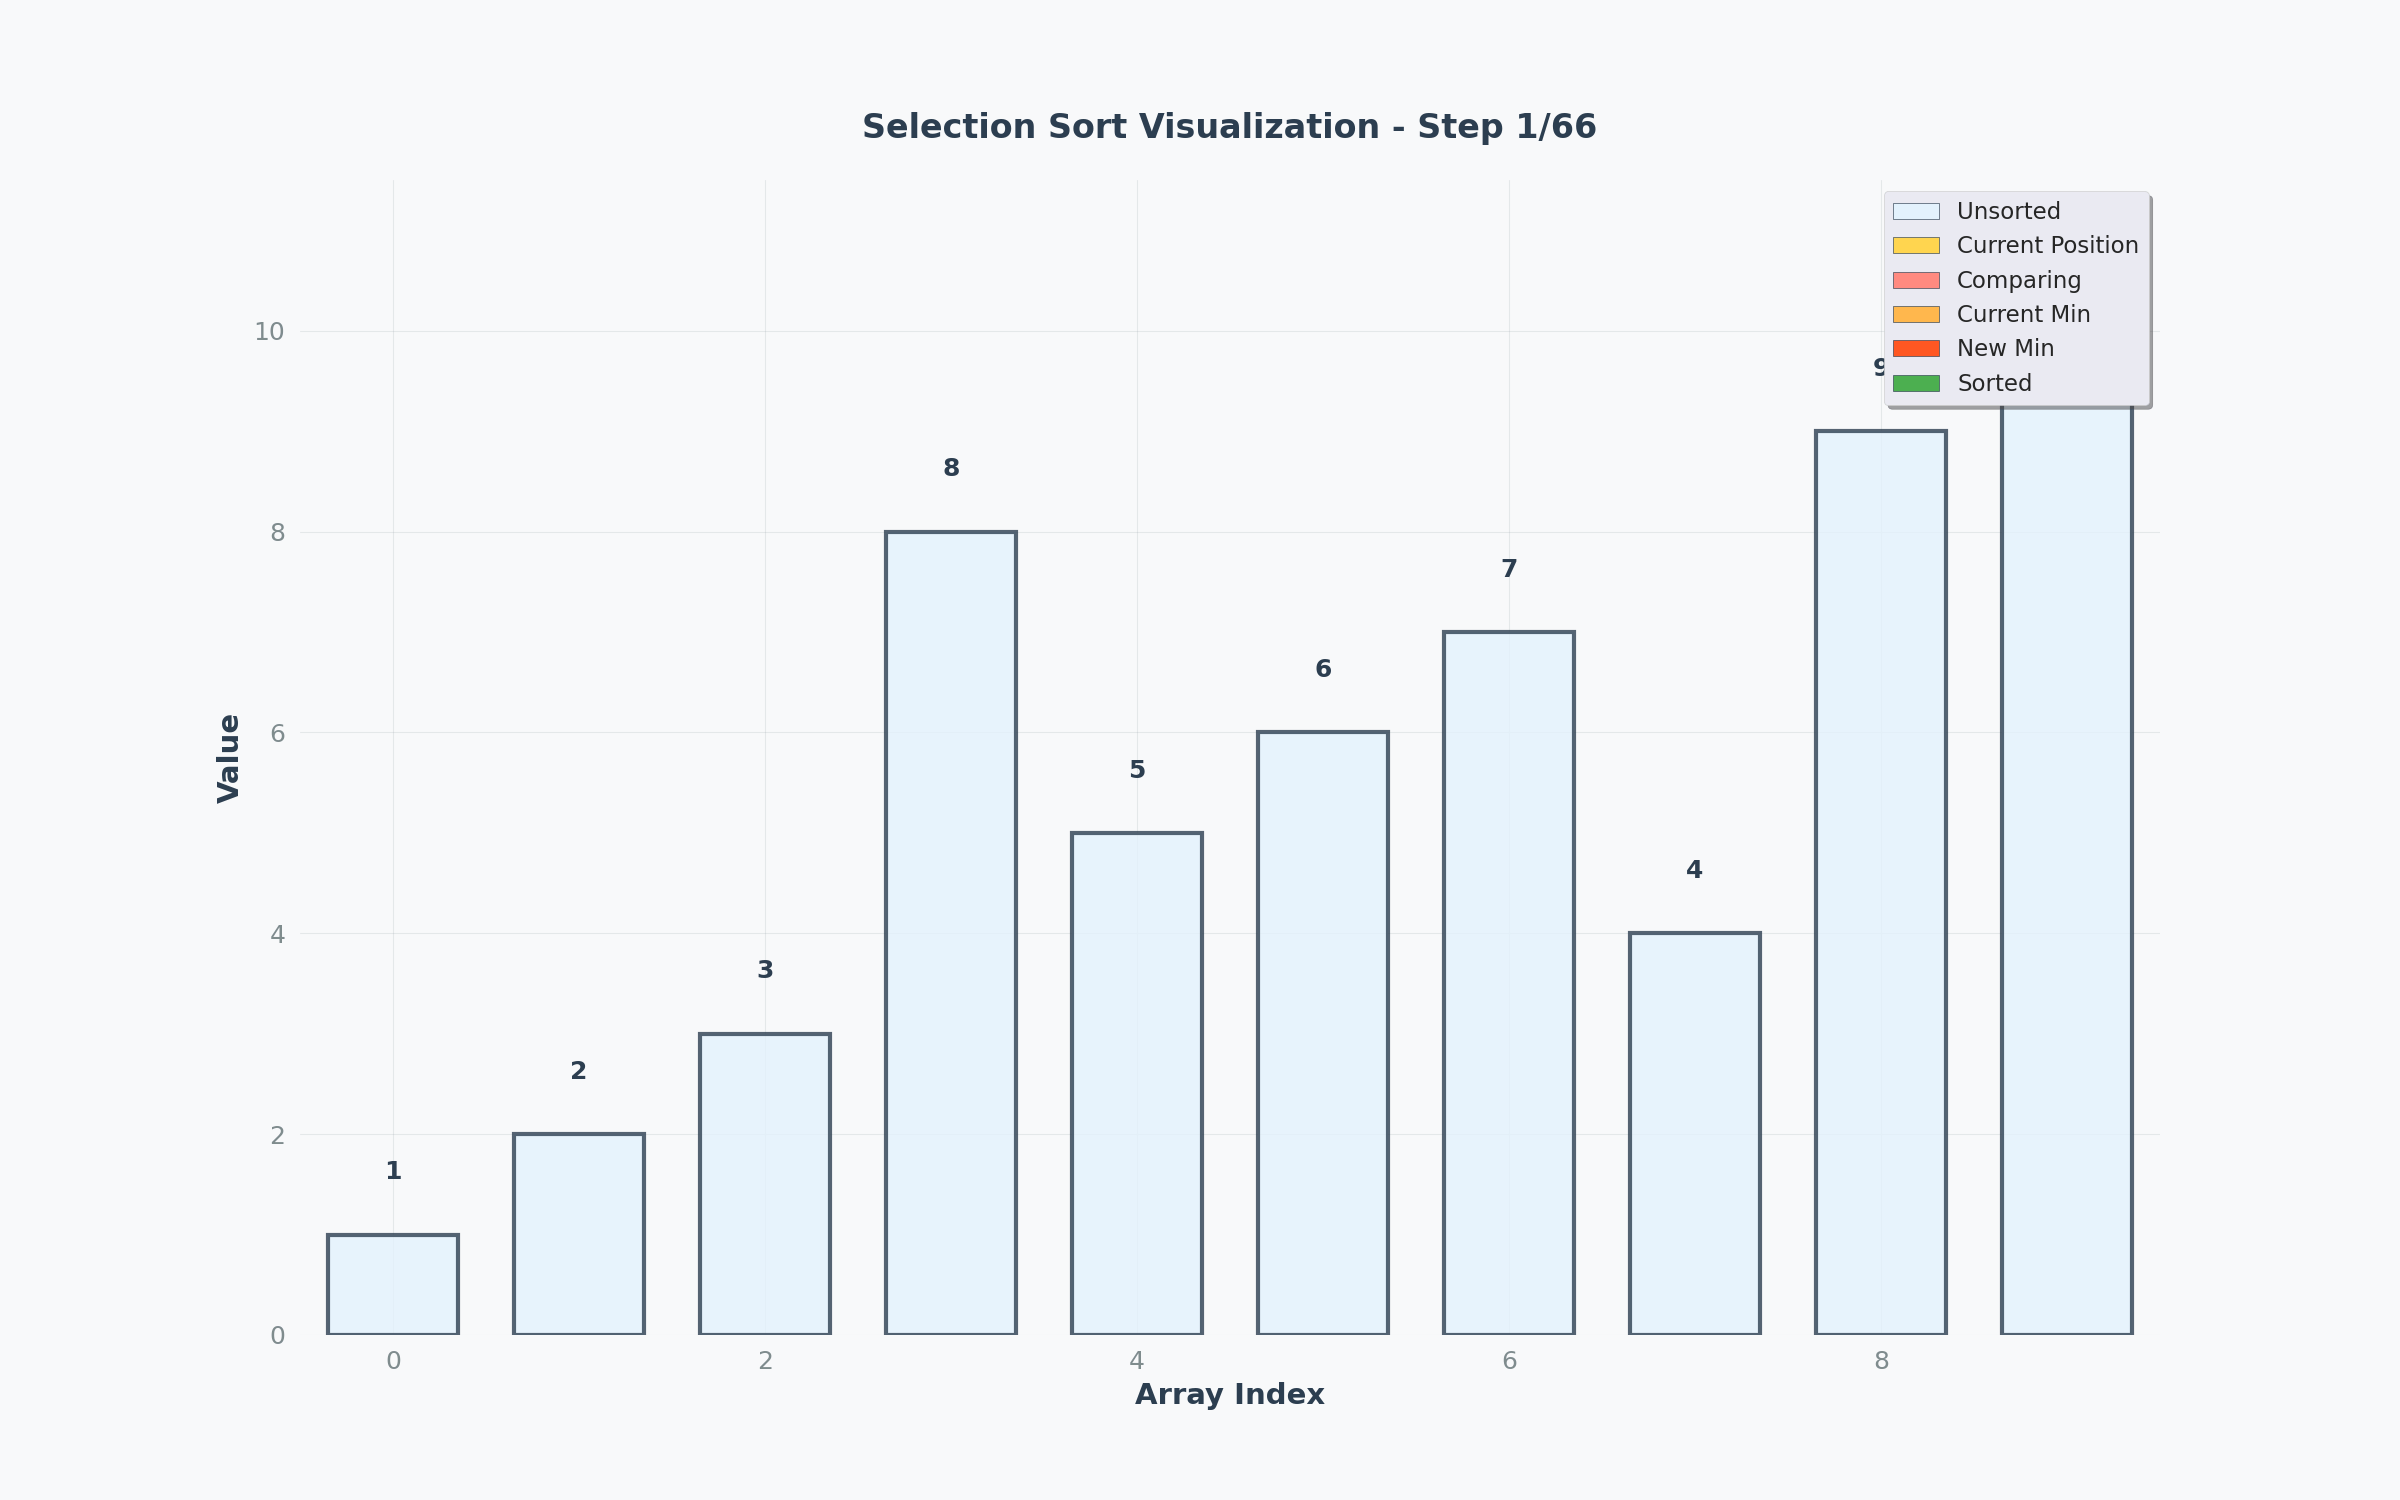 Selection Sort Visualization - Step 1/66
Unsorted
Current Position
Comparing
Current Min
New Min
Sorted
10
8
6
4
2
0
Value
1
2
3
8
5
6
7
4
9
0
2
4
6
8
Array Index